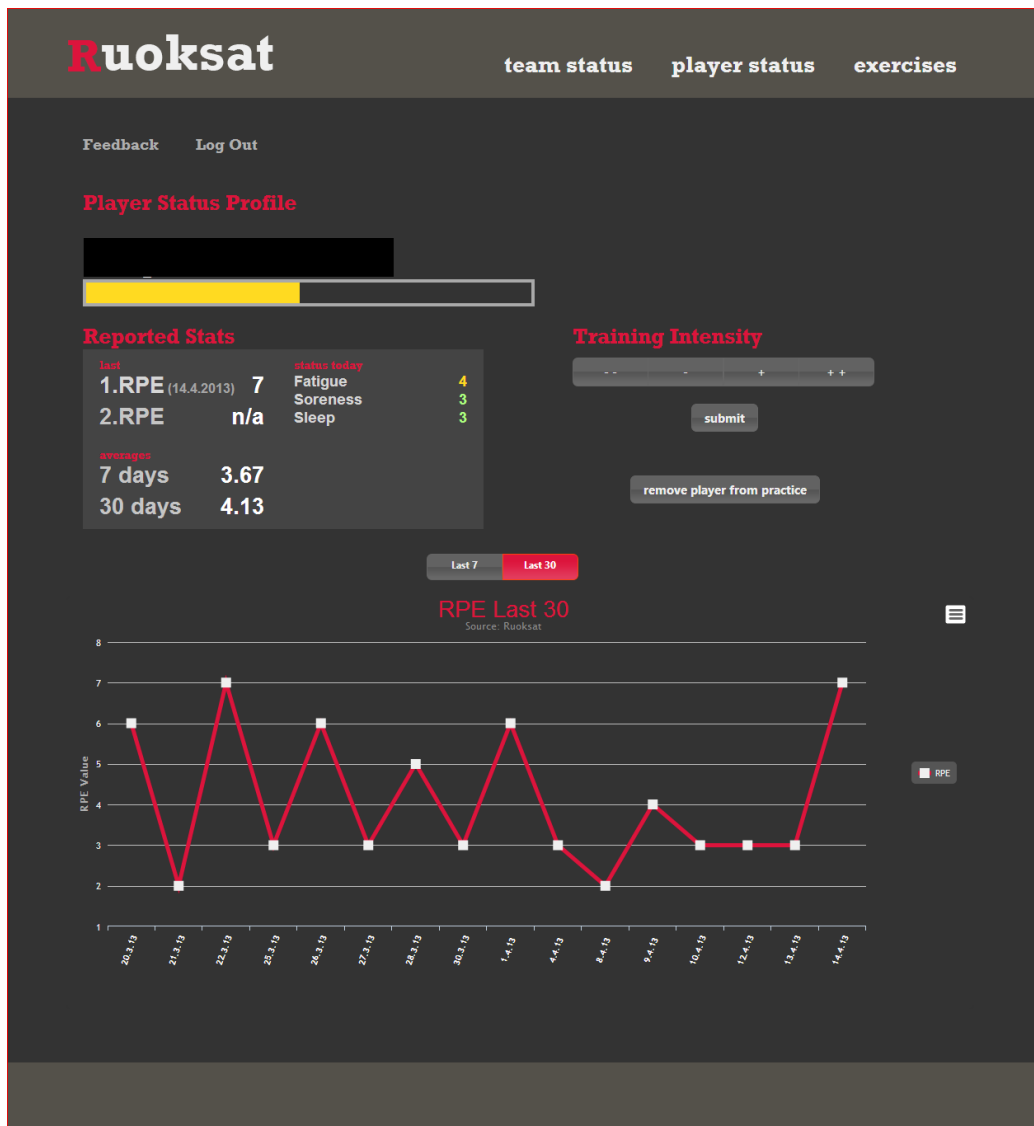 Ruoksat
team status player status exercises
Feedback Log Out
Player Status Profile
Reported Stats
last
1.RPE (14.4.2013) 7
2.RPE n/a
averages
7 days 3.67
30 days 4.13
status today
Fatigue 4
Soreness 3
Sleep 3
Training Intensity
- - - + + +
submit
remove player from practice
Last 7 Last 30
RPE Last 30
Source: Ruoksat
RPE Value
8
7
6
5
4
3
2
1
20.3.13 21.3.13 22.3.13 25.3.13 26.3.13 27.3.13 28.3.13 30.3.13 1.4.13 4.4.13 8.4.13 9.4.13 10.4.13 12.4.13 13.4.13 14.4.13
RPE